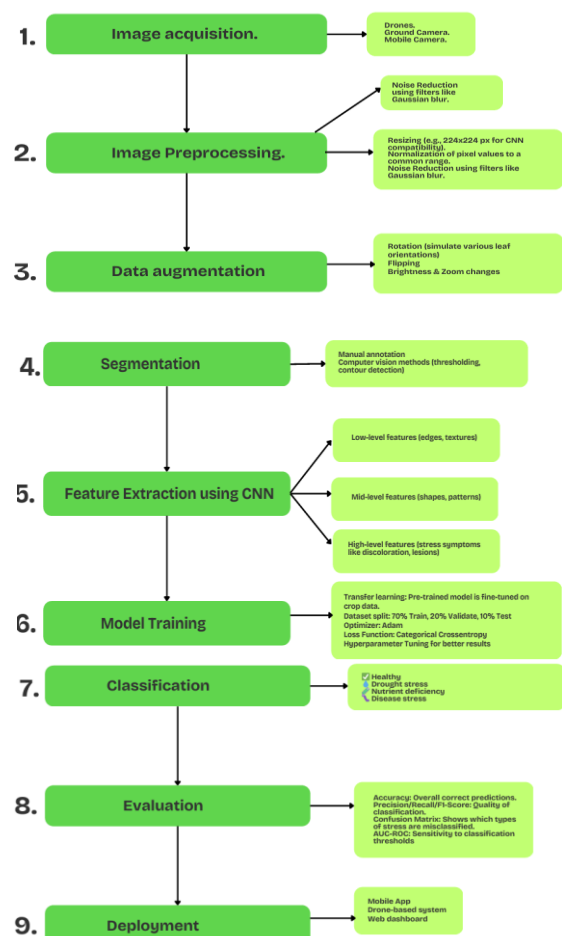 1.
Image acquisition.
Drones.
Ground Camera.
Mobile Camera.
Noise Reduction
using filters like
Gaussian blur.
2.
Image Preprocessing.
Resizing (e.g., 224x224 px for CNN
compatibility).
Normalization of pixel values to a
common range.
Noise Reduction using filters like
Gaussian blur.
3.
Data augmentation
Rotation (simulate various leaf
orientations)
Flipping
Brightness & Zoom changes
4.
Segmentation
Manual annotation
Computer vision methods (thresholding,
contour detection)
5.
Feature Extraction using CNN
Low-level features (edges, textures)
Mid-level features (shapes, patterns)
High-level features (stress symptoms
like discoloration, lesions)
6.
Model Training
Transfer learning: Pre-trained model is fine-tuned on
crop data.
Dataset split: 70% Train, 20% Validate, 10% Test
Optimizer: Adam
Loss Function: Categorical Crossentropy
Hyperparameter Tuning for better results
7.
Classification
Healthy
Drought stress
Nutrient deficiency
Disease stress
8.
Evaluation
Accuracy: Overall correct predictions.
Precision/Recall/F1-Score: Quality of
classification.
Confusion Matrix: Shows which types
of stress are misclassified.
AUC-ROC: Sensitivity to classification
thresholds
9.
Deployment
Mobile App
Drone-based system
Web dashboard